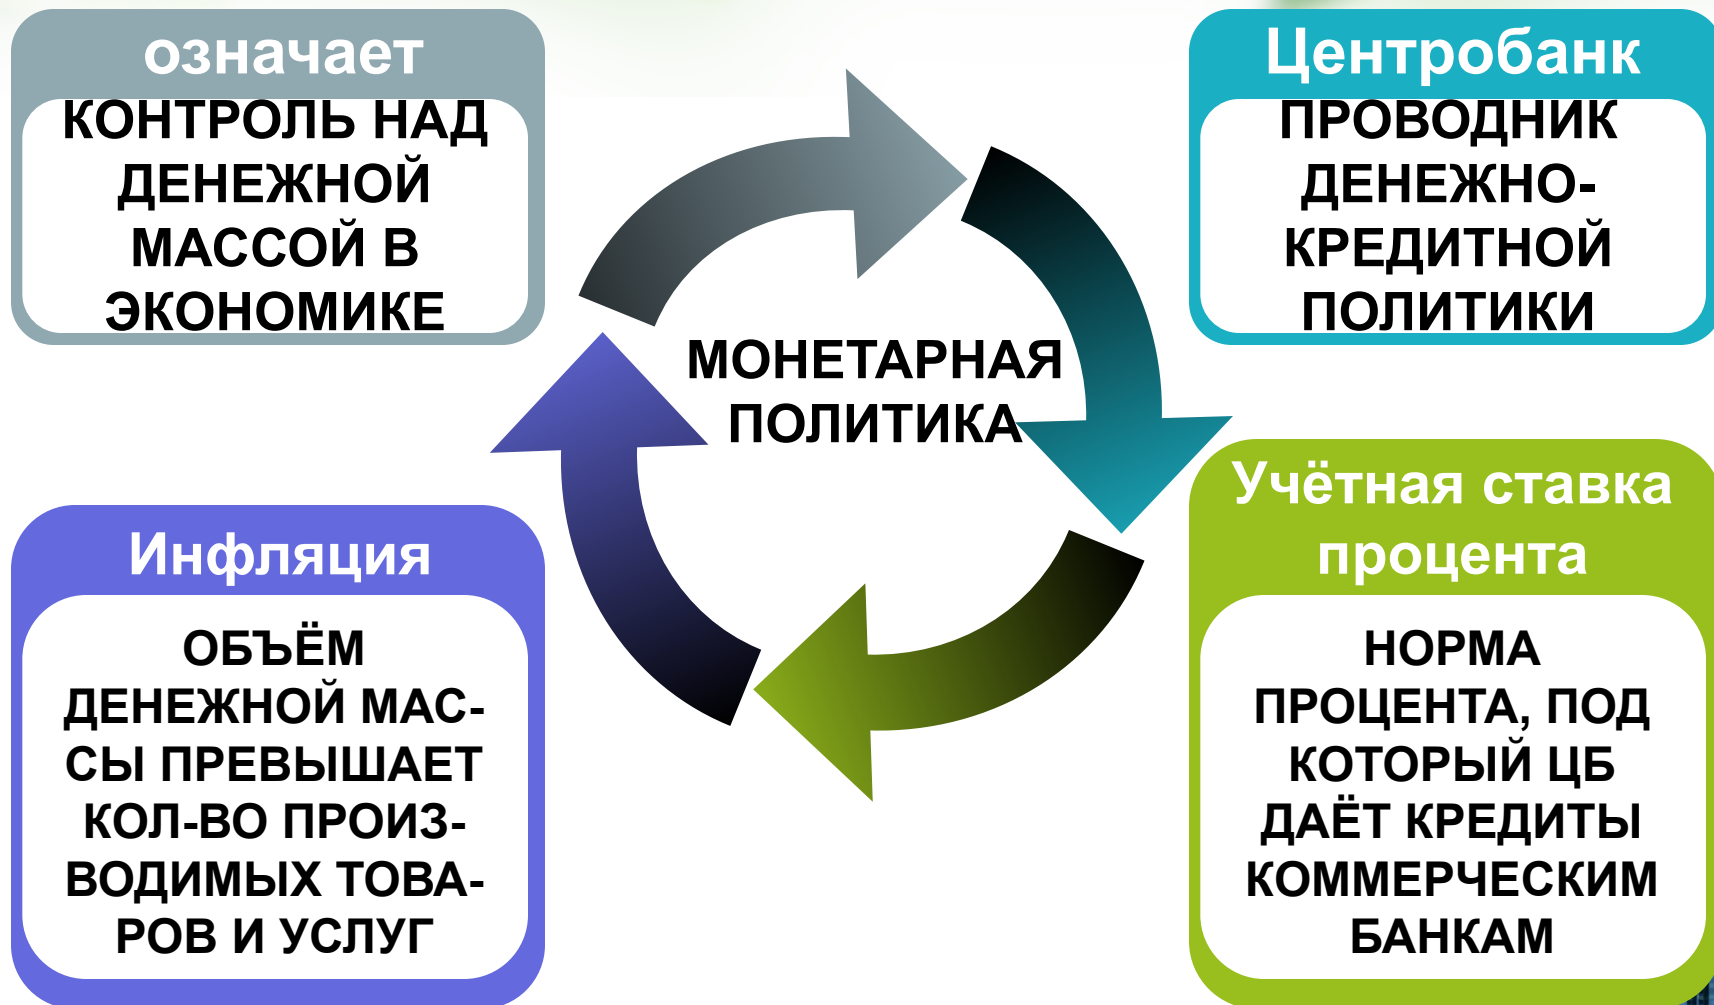 означает
КОНТРОЛЬ НАД
ДЕНЕЖНОЙ
МАССОЙ В
ЭКОНОМИКЕ
Центробанк
ПРОВОДНИК
ДЕНЕЖНО-
КРЕДИТНОЙ
ПОЛИТИКИ
МОНЕТАРНАЯ
ПОЛИТИКА
Инфляция
ОБЪЁМ
ДЕНЕЖНОЙ МАС-
СЫ ПРЕВЫШАЕТ
КОЛ-ВО ПРОИЗ-
ВОДИМЫХ ТОВА-
РОВ И УСЛУГ
Учётная ставка
процента
НОРМА
ПРОЦЕНТА, ПОД
КОТОРЫЙ ЦБ
ДАЁТ КРЕДИТЫ
КОММЕРЧЕСКИМ
БАНКАМ